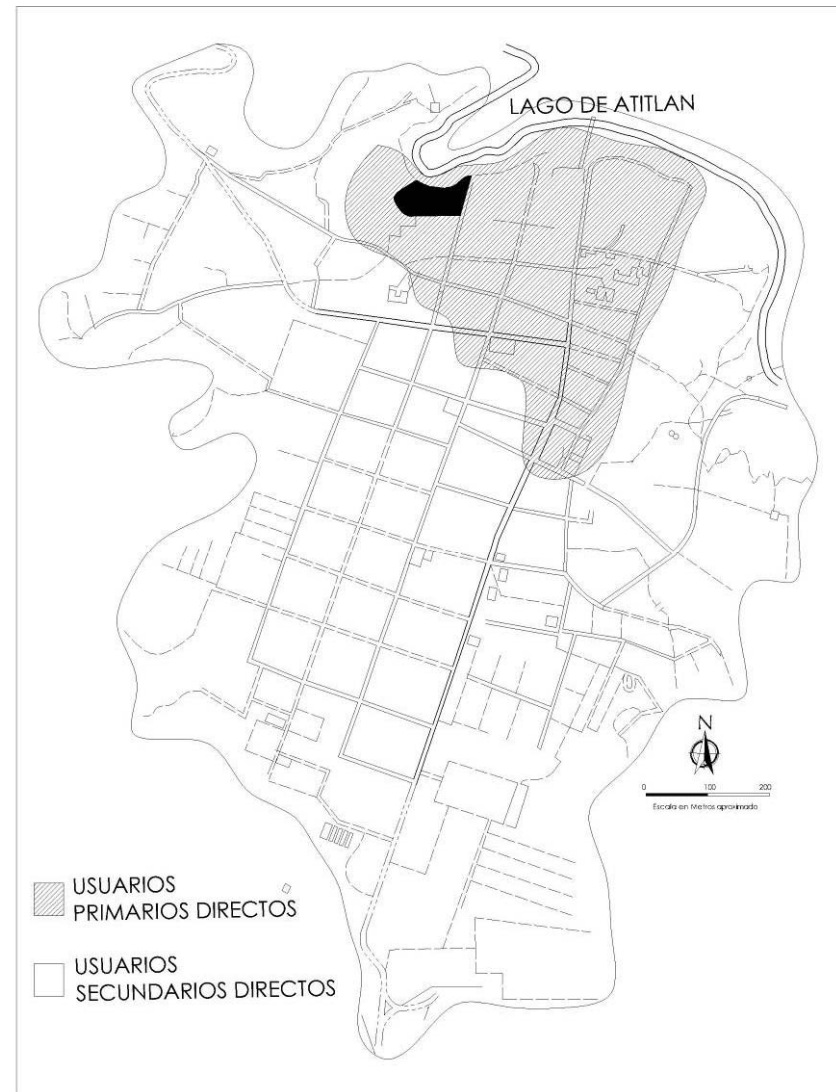 LAGO DE ATITLAN
N
0 100 200
Escala en Metros aproximado
USUARIOS
PRIMARIOS DIRECTOS
USUARIOS
SECUNDARIOS DIRECTOS